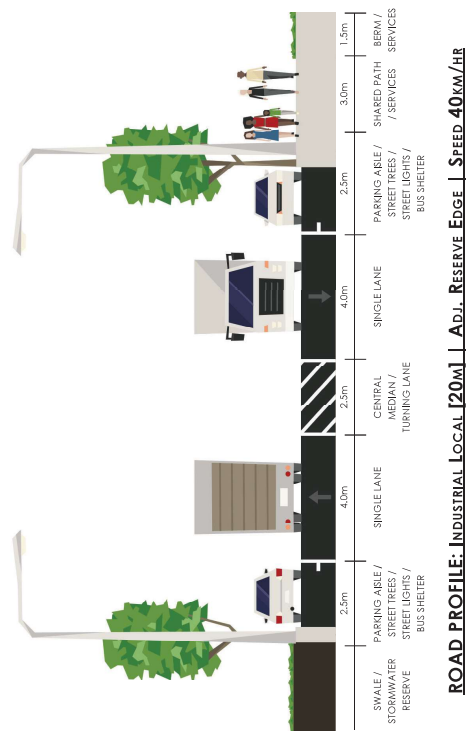 SWALE /
STORMWATER
RESERVE
2.5m
PARKING AISLE /
STREET TREES /
STREET LIGHTS /
BUS SHELTER
4.0m
SINGLE LANE
2.5m
CENTRAL
MEDIAN /
TURNING LANE
4.0m
SINGLE LANE
2.5m
PARKING AISLE /
STREET TREES /
STREET LIGHTS /
BUS SHELTER
3.0m
SHARED PATH
/ SERVICES
1.5m
BERM /
SERVICES
ROAD PROFILE: INDUSTRIAL LOCAL [20M] | ADJ. RESERVE EDGE | SPEED 40KM/HR